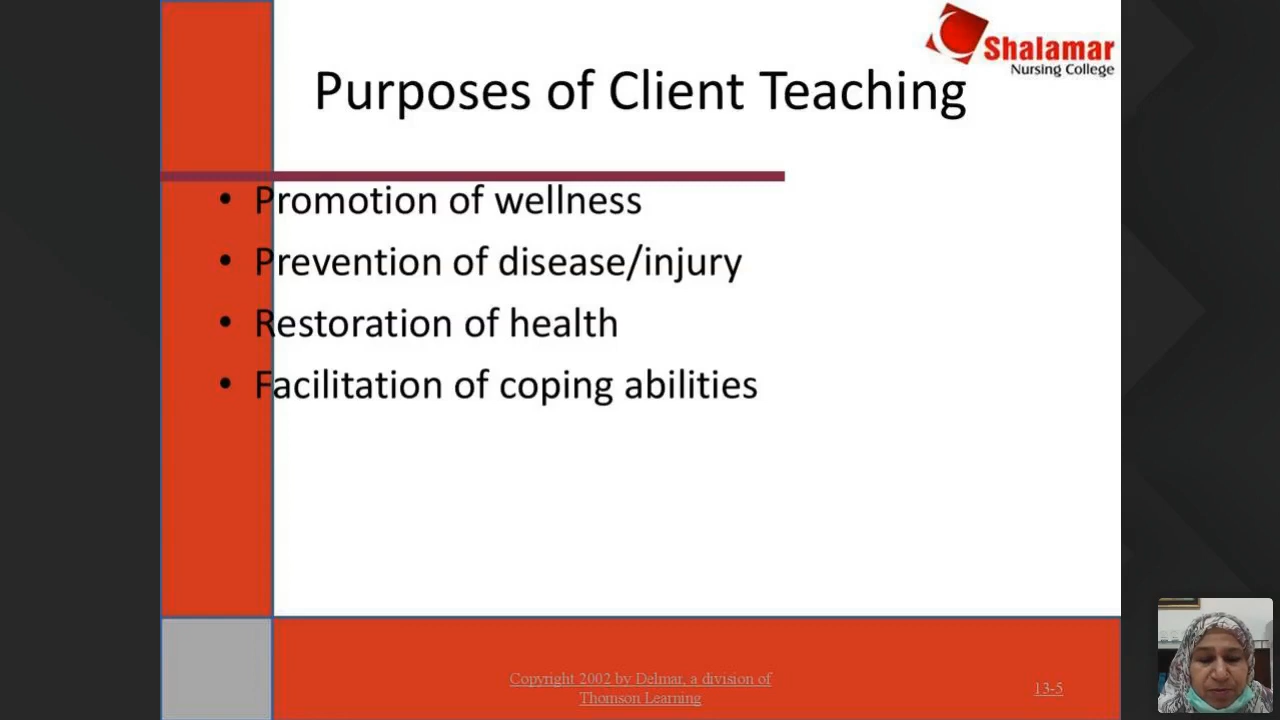 Shalamar
Nursing College
Purposes of Client Teaching
• Promotion of wellness
• Prevention of disease/injury
• Restoration of health
• Facilitation of coping abilities
Copyright 2002 by Delmar, a division of
Thomson Learning
13-5